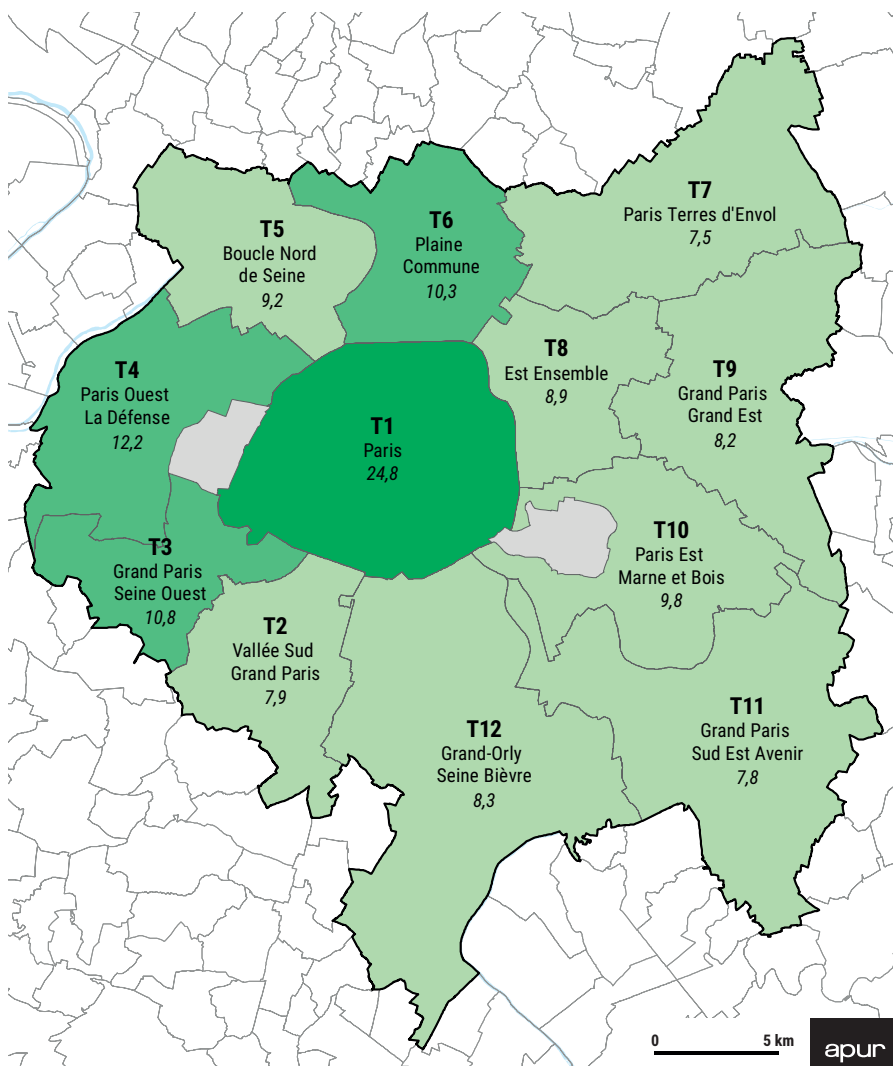 T7
Paris Terres d'Envol
7,5
T6
Plaine
Commune
10,3
T5
Boucle Nord
de Seine
9,2
T8
Est Ensemble
8,9
T4
Paris Ouest
La Défense
12,2
T9
Grand Paris
Grand Est
8,2
T1
Paris
24,8
T10
Paris Est
Marne et Bois
9,8
T3
Grand Paris
Seine Ouest
10,8
T2
Vallée Sud
Grand Paris
7,9
T11
Grand Paris
Sud Est Avenir
7,8
T12
Grand-Orly
Seine Bièvre
8,3
0 5 km
apur